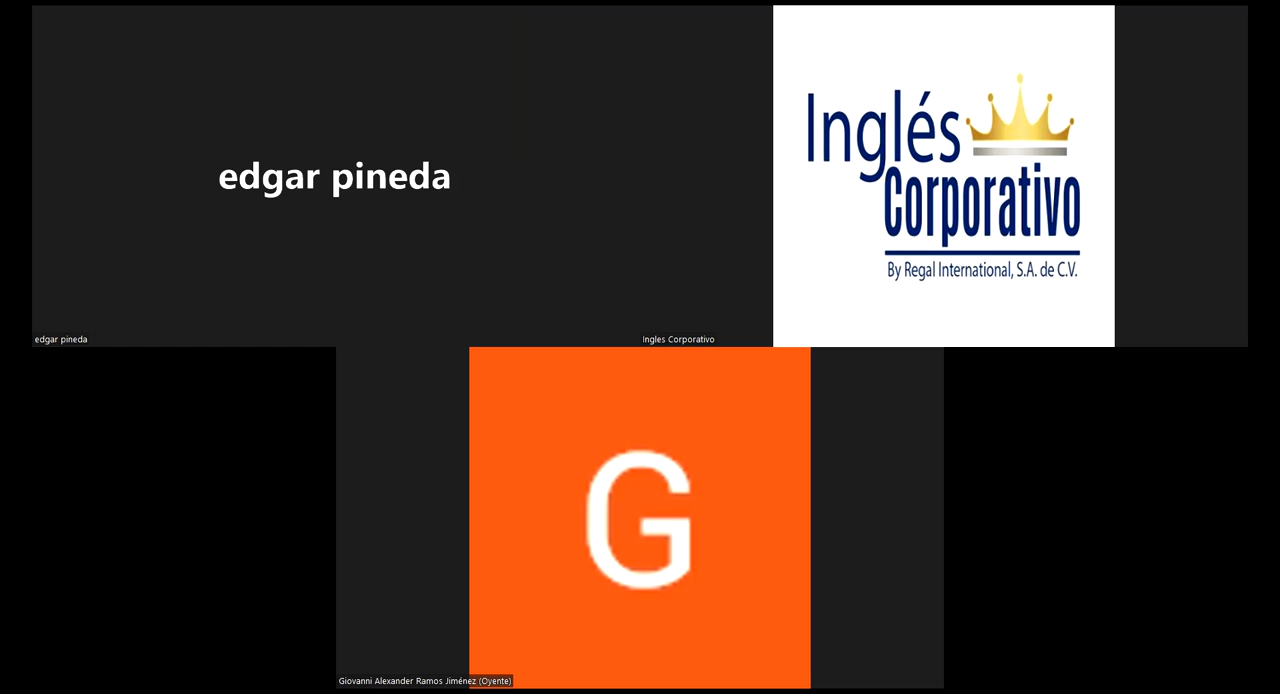 edgar pineda
Inglés
Corporativo
By Regal International, S.A. de C.V.
edgar pineda
Ingles Corporativo
G
Giovanni Alexander Ramos Jiménez (Oyente)